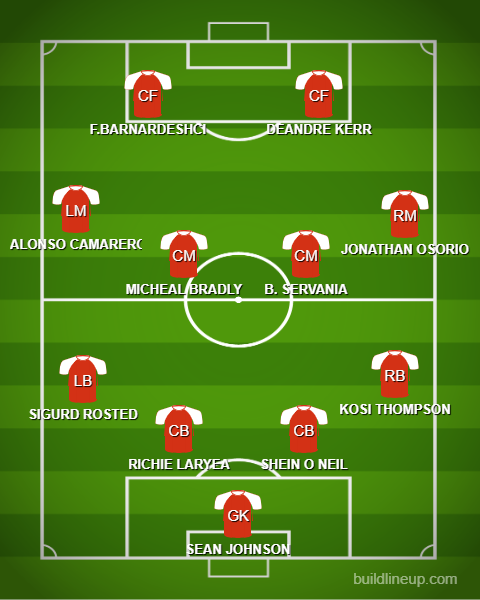 CF
CF
F.BARNARDESHCI
DEANDRE KERR
LM
RM
ALONSO CAMARERO
JONATHAN OSORIO
CM
CM
MICHEAL BRADLY
B. SERVANIA
LB
RB
SIGURD ROSTED
KOSI THOMPSON
CB
CB
RICHIE LARYEA
SHEIN O NEIL
GK
SEAN JOHNSON
buildlineup.com